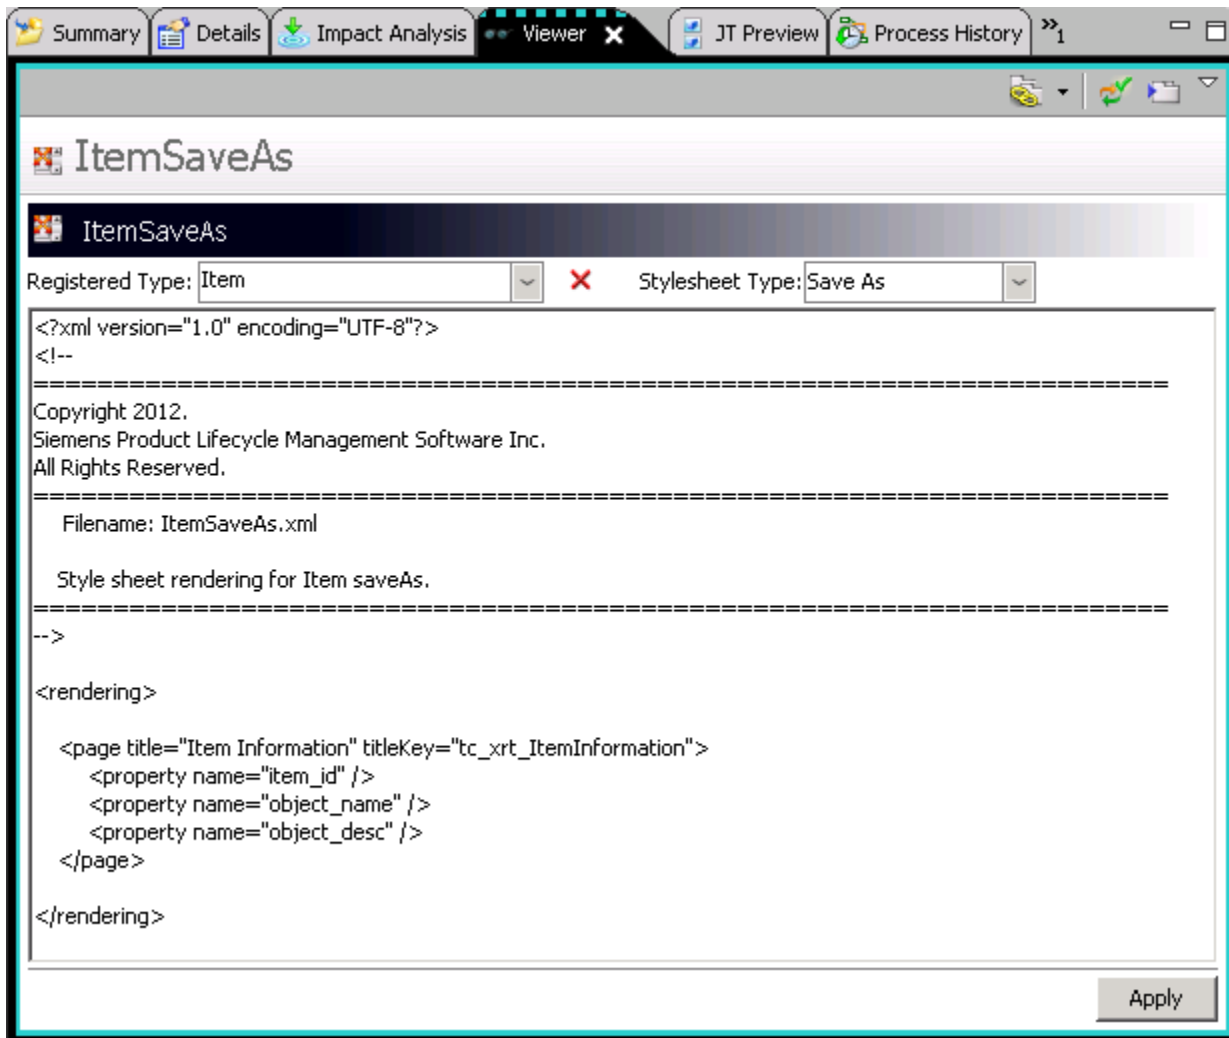 Summary Details Impact Analysis Viewer JT Preview Process History »1
ItemSaveAs
ItemSaveAs
Registered Type: Item Stylesheet Type: Save As
<?xml version="1.0" encoding="UTF-8"?>
<!--
=======================================================================
Copyright 2012.
Siemens Product Lifecycle Management Software Inc.
All Rights Reserved.
=======================================================================
Filename: ItemSaveAs.xml
Style sheet rendering for Item saveAs.
=======================================================================
-->
<rendering>
<page title="Item Information" titleKey="tc_xrt_ItemInformation">
<property name="item_id" />
<property name="object_name" />
<property name="object_desc" />
</page>
</rendering>
Apply